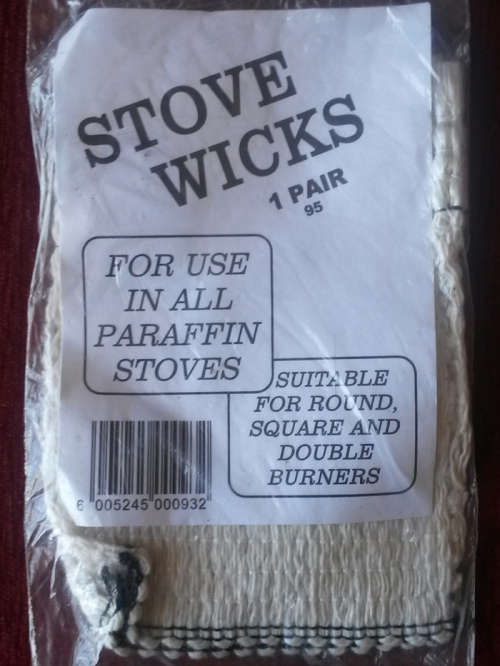 STOVE
WICKS
1 PAIR
95
FOR USE
IN ALL
PARAFFIN
STOVES
SUITABLE
FOR ROUND,
SQUARE AND
DOUBLE
BURNERS
6 005245 000932